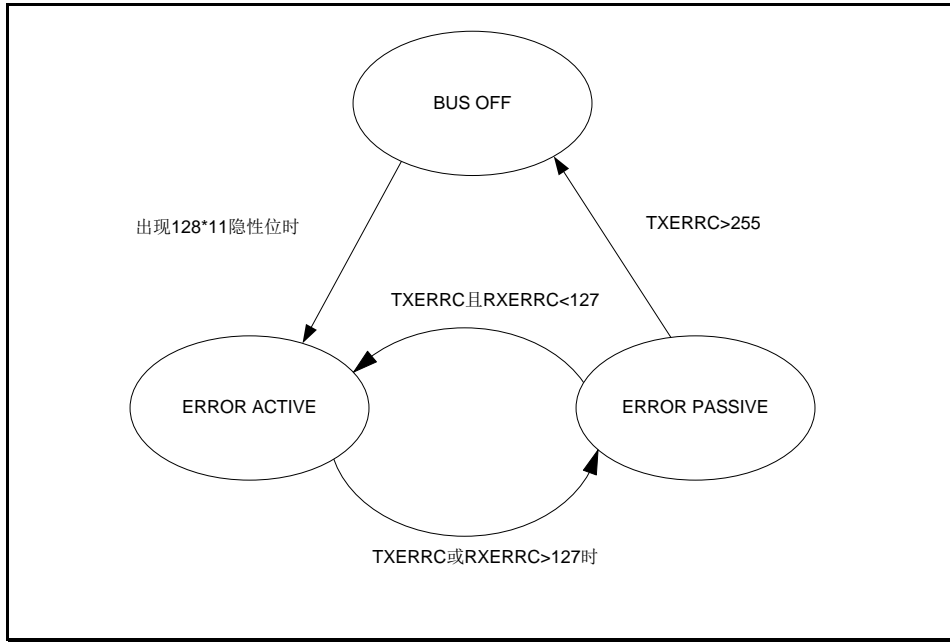 BUS OFF
出现128*11隐性位时
TXERRC>255
TXERRC且RXERRC<127
ERROR ACTIVE
ERROR PASSIVE
TXERRC或RXERRC>127时